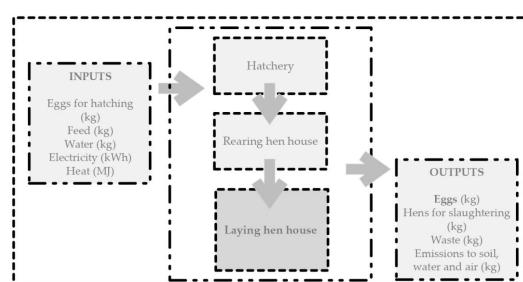 INPUTS
Eggs for hatching
(kg)
Feed (kg)
Water (kg)
Electricity (kWh)
Heat (MJ)
Hatchery
Rearing hen house
Laying hen house
OUTPUTS
Eggs (kg)
Hens for slaughtering
(kg)
Waste (kg)
Emissions to soil,
water and air (kg)